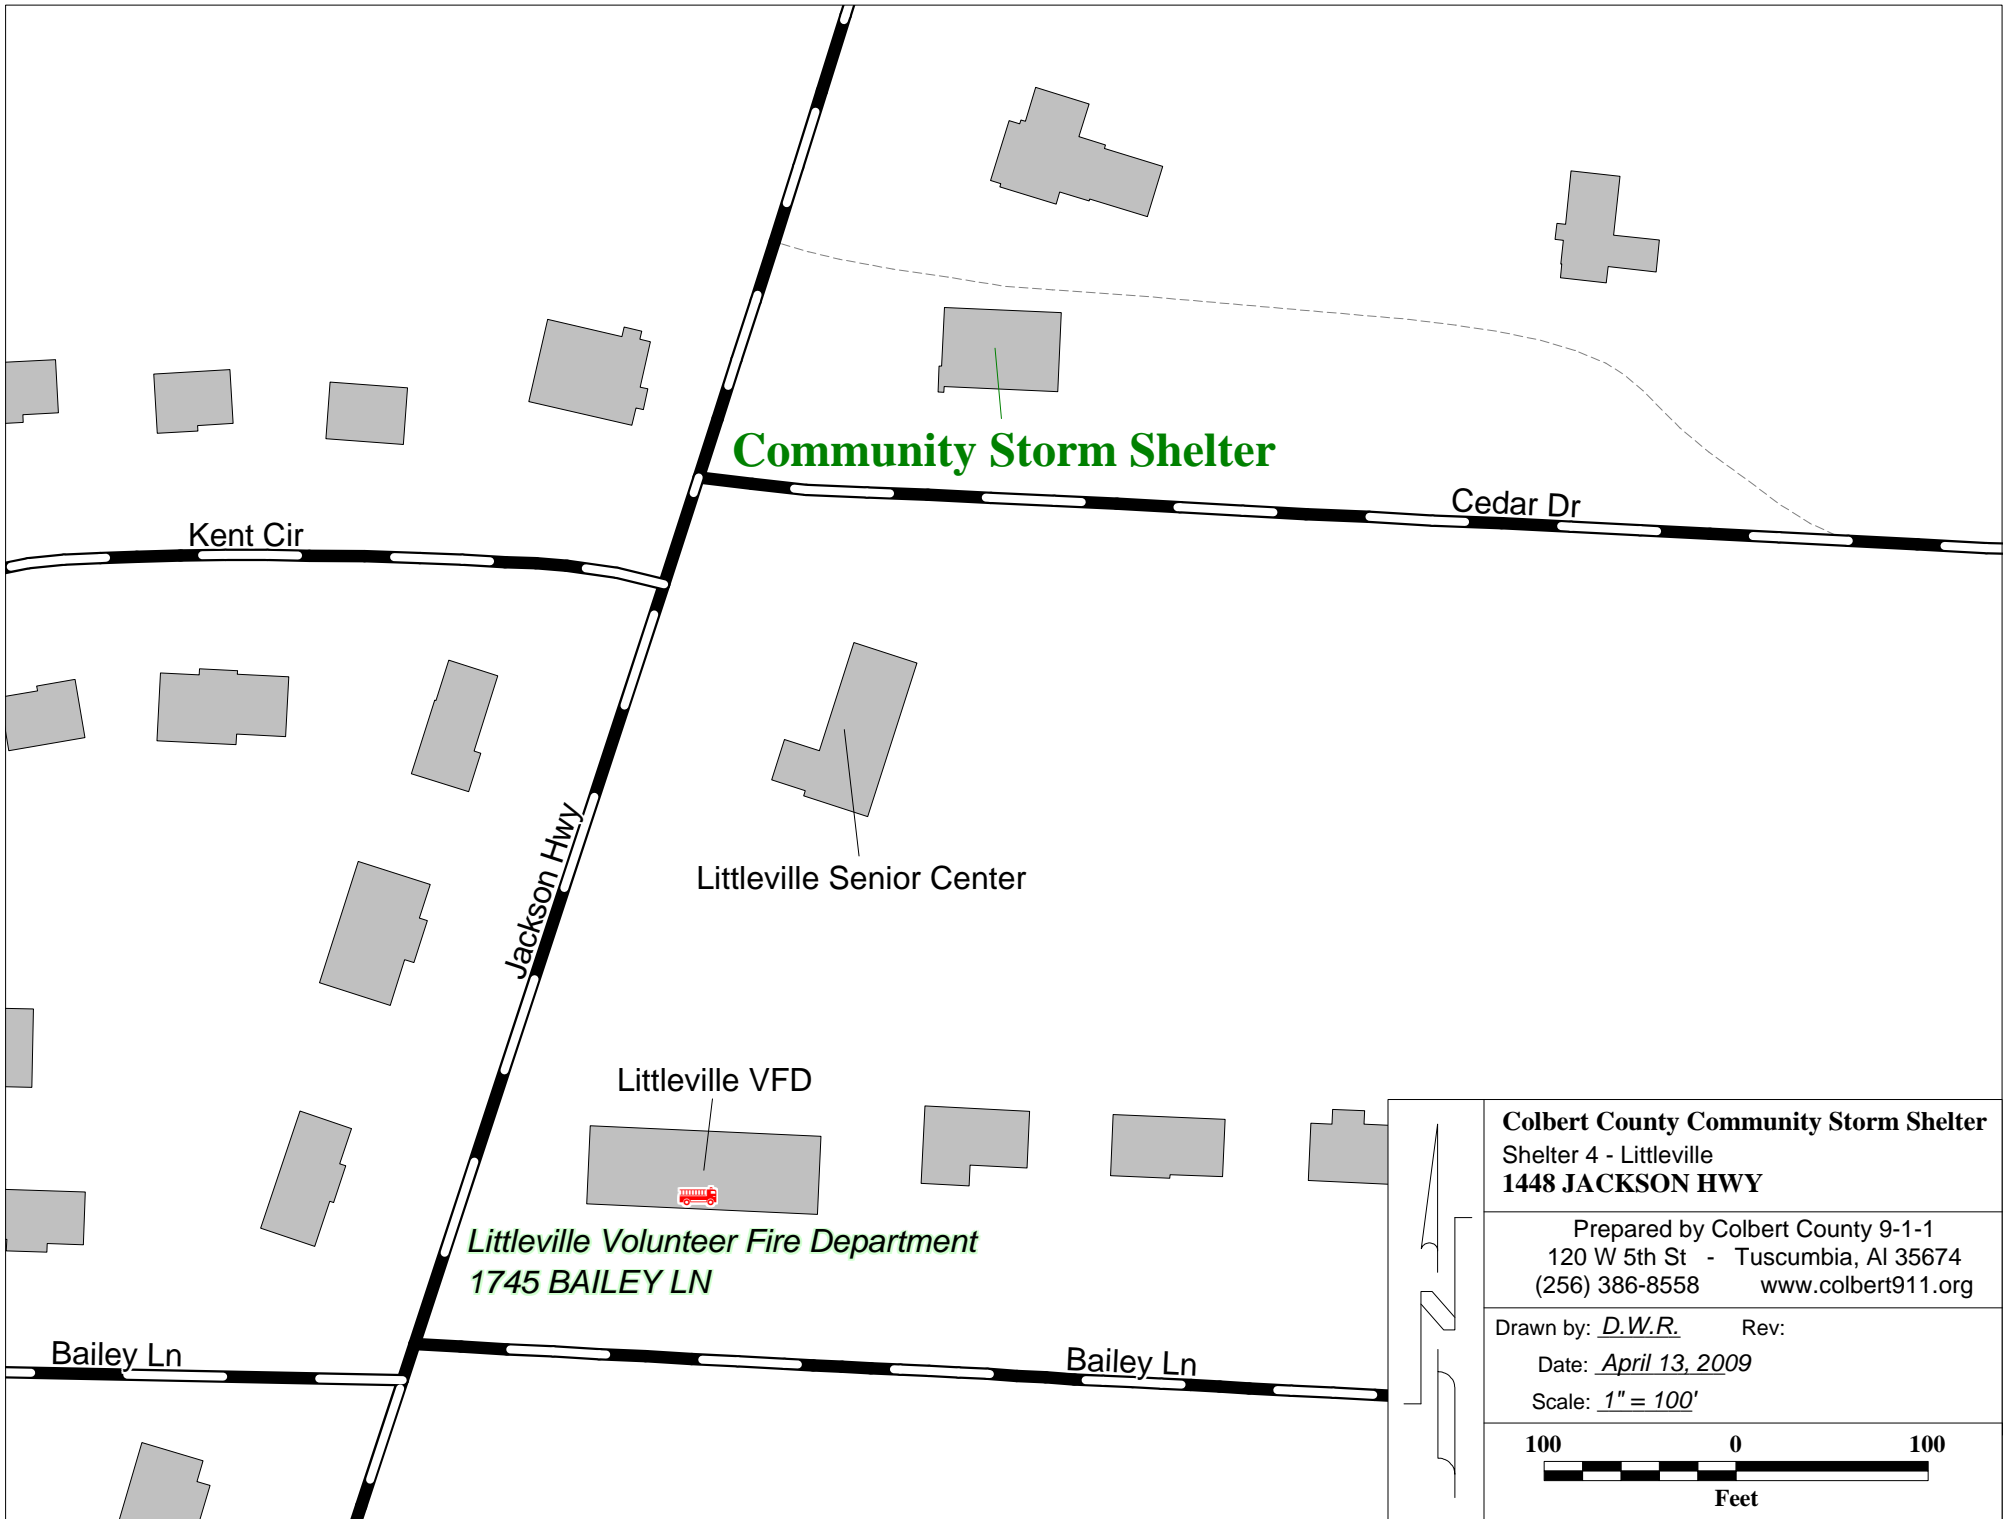 Community Storm Shelter
Cedar Dr
Kent Cir
Jackson Hwy
Littleville Senior Center
Littleville VFD
Littleville Volunteer Fire Department
1745 BAILEY LN
Bailey Ln
Bailey Ln
N
Colbert County Community Storm Shelter
Shelter 4 - Littleville
1448 JACKSON HWY
Prepared by Colbert County 9-1-1
120 W 5th St - Tuscumbia, Al 35674
(256) 386-8558 www.colbert911.org
Drawn by: D.W.R. Rev:
Date: April 13, 2009
Scale: 1" = 100'
100 0 100
Feet